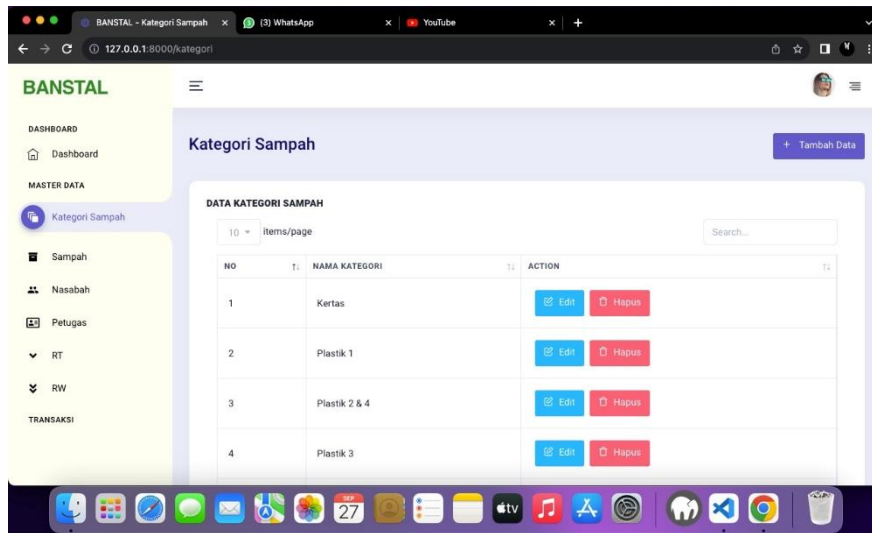 BANSTAL - Kategori Sampah
(3) WhatsApp
YouTube
127.0.0.1:8000/kategori
BANSTAL
DASHBOARD
Dashboard
MASTER DATA
Kategori Sampah
Sampah
Nasabah
Petugas
RT
RW
TRANSAKSI
Kategori Sampah
+ Tambah Data
DATA KATEGORI SAMPAH
10 items/page
Search...
NO NAMA KATEGORI ACTION
1 Kertas Edit Hapus
2 Plastik 1 Edit Hapus
3 Plastik 2 & 4 Edit Hapus
4 Plastik 3 Edit Hapus
SEP
27
tv